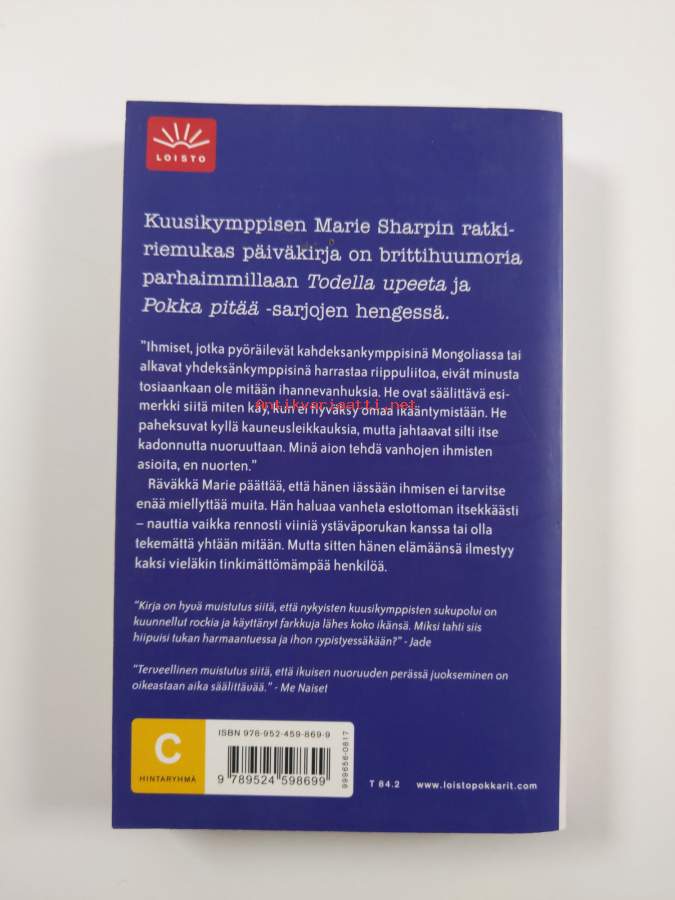 LOISTO
Kuusikymppisen Marie Sharpin ratki-
riemukas päiväkirja on brittihuumoria
parhaimmillaan Todella upeeta ja
Pokka pitää -sarjojen hengessä.
"Ihmiset, jotka pyöräilevät kahdeksankymppisinä Mongoliassa tai
alkavat yhdeksänkymppisinä harrastaa riippuliitoa, eivät minusta
tosiaankaan ole mitään ihannevanhuksia. He ovat säälittävä esi-
merkki siitä miten käy, kun ei hyväksy omaa ikääntymistään. He
Antikvariaatti.net
paheksuvat kyllä kauneusleikkauksia, mutta jahtaavat silti itse
kadonnutta nuoruuttaan. Minä aion tehdä vanhojen ihmisten
asioita, en nuorten."
Räväkkä Marie päättää, että hänen iässään ihmisen ei tarvitse
enää miellyttää muita. Hän haluaa vanheta estottoman itsekkäästi
– nauttia vaikka rennosti viiniä ystäväporukan kanssa tai olla
tekemättä yhtään mitään. Mutta sitten hänen elämäänsä ilmestyy
kaksi vieläkin tinkimättömämpää henkilöä.
"Kirja on hyvä muistutus siitä, että nykyisten kuusikymppisten sukupolvi on
kuunnellut rockia ja käyttänyt farkkuja lähes koko ikänsä. Miksi tahti siis
hiipuisi tukan harmaantuessa ja ihon rypistyessäkään?" - Jade
"Terveellinen muistutus siitä, että ikuisen nuoruuden perässä juokseminen on
oikeastaan aika säälittävää." - Me Naiset
C
HINTARYHMÄ
ISBN 978-952-459-869-9
9 789524 598699
999656-0817
T 84.2
www.loistopokkarit.com